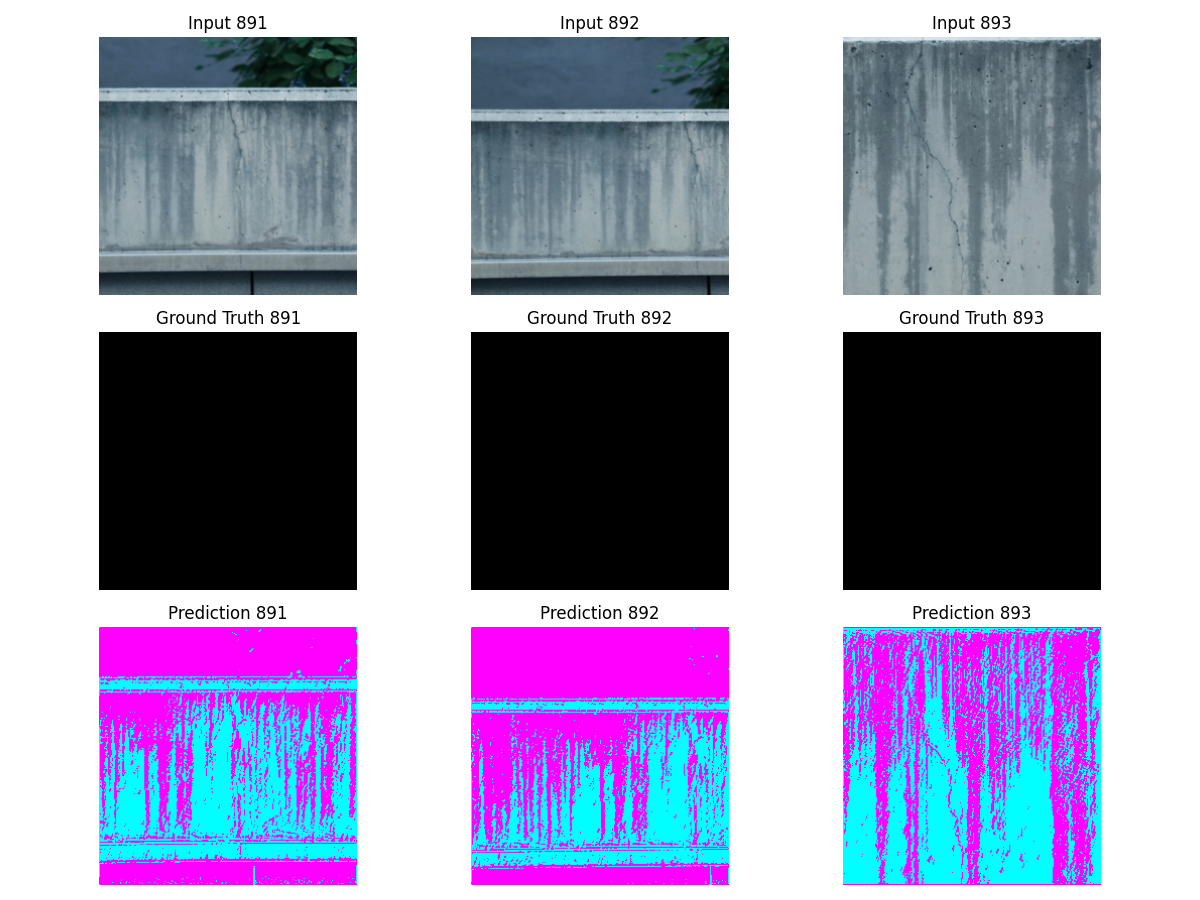 Input 891
Input 892
Input 893
Ground Truth 891
Ground Truth 892
Ground Truth 893
Prediction 891
Prediction 892
Prediction 893